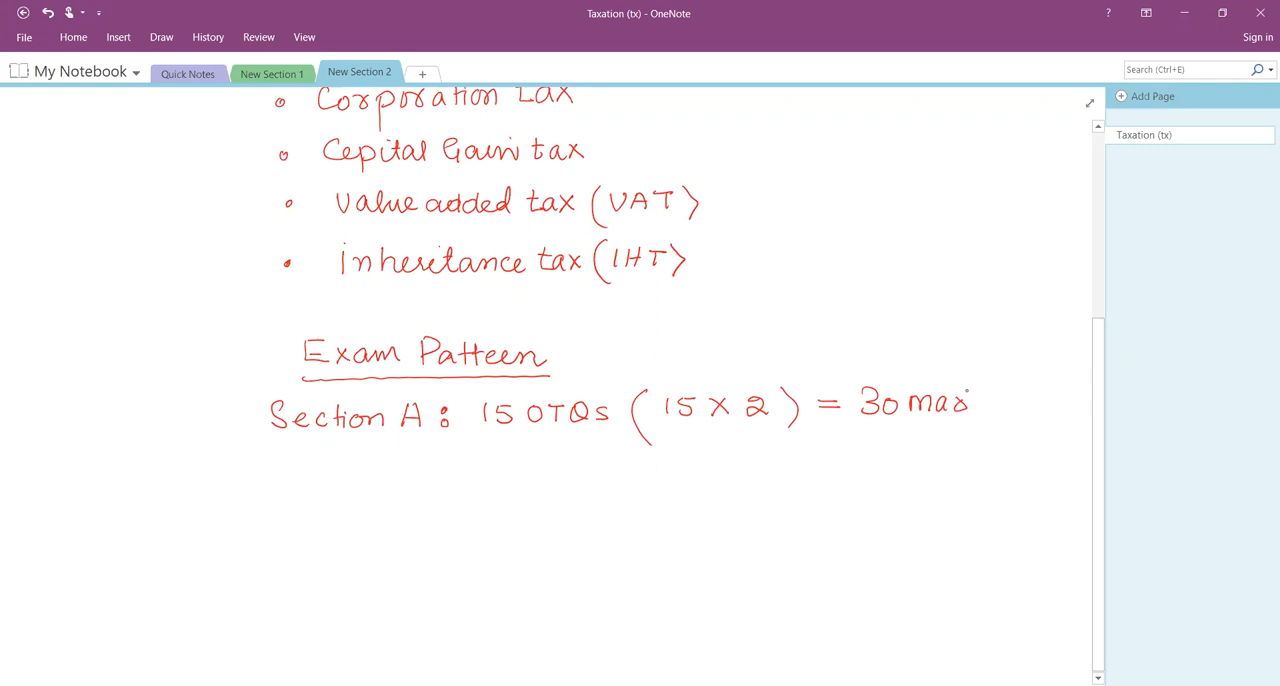 Taxation (tx) - OneNote
File Home Insert Draw History Review View Sign in
My Notebook Quick Notes New Section 1 New Section 2 Search (Ctrl+E)
Add Page
Taxation (tx)
Corporation Tax
Cepital Gain tax
Value added tax (VAT)
inheritance tax (IHT)
Exam Patteen
Section A: 15 OTQs (15 x 2) = 30 mas